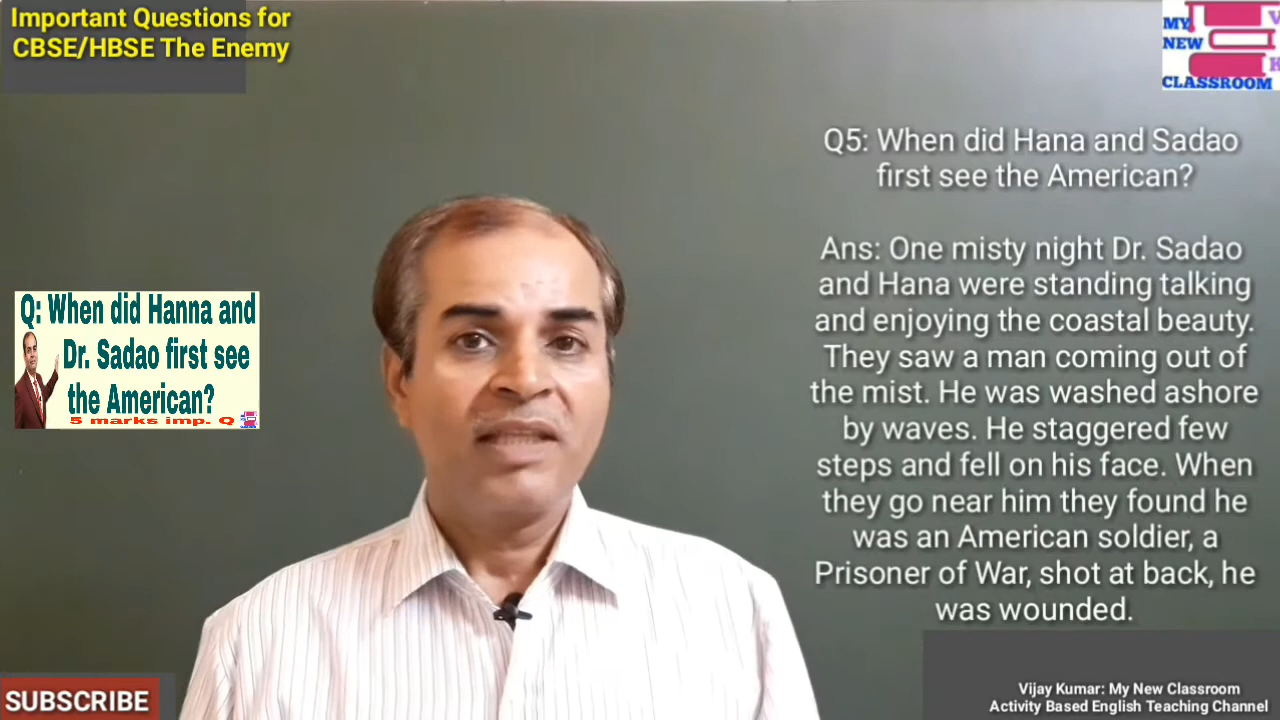 Important Questions for
CBSE/HBSE The Enemy
MY
NEW
CLASSROOM
V
K
Q5: When did Hana and Sadao
first see the American?
Ans: One misty night Dr. Sadao
and Hana were standing talking
and enjoying the coastal beauty.
They saw a man coming out of
the mist. He was washed ashore
by waves. He staggered few
steps and fell on his face. When
they go near him they found he
was an American soldier, a
Prisoner of War, shot at back, he
was wounded.
Q: When did Hanna and
Dr. Sadao first see
the American?
5 marks imp. Q
SUBSCRIBE
Vijay Kumar: My New Classroom
Activity Based English Teaching Channel